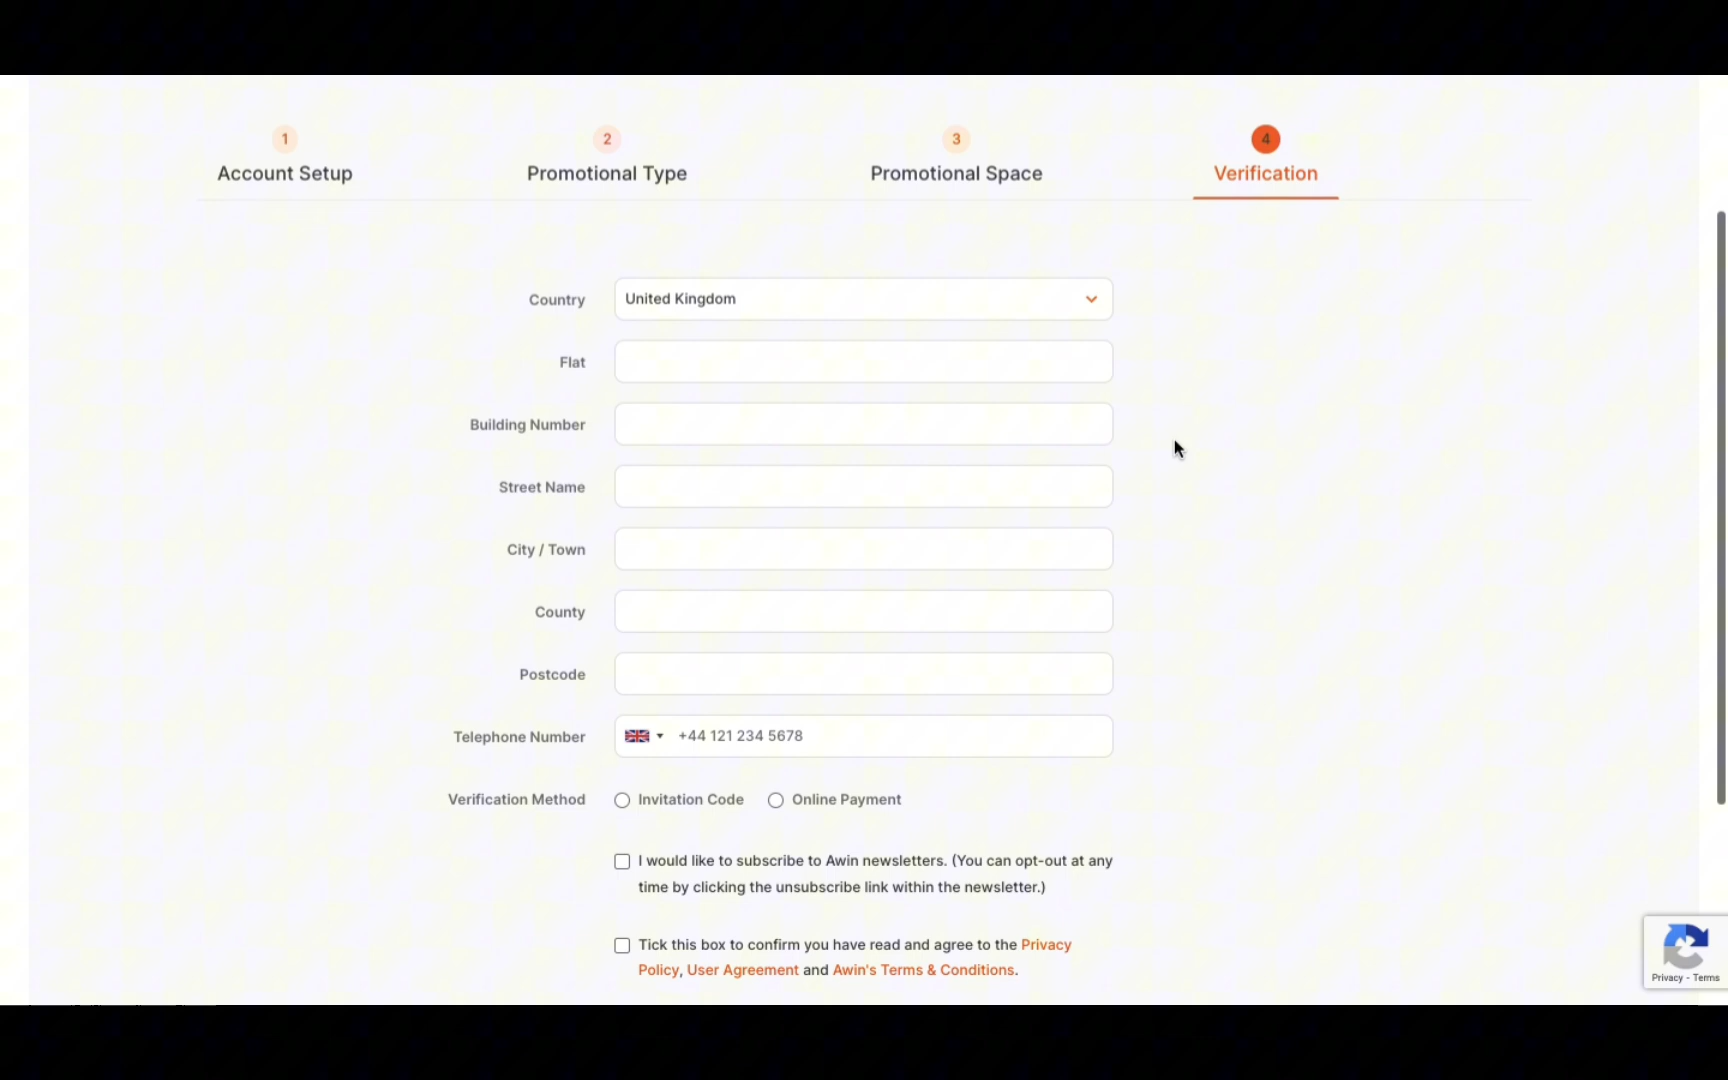 1
Account Setup
2
Promotional Type
3
Promotional Space
4
Verification
Country
United Kingdom
Flat
Building Number
Street Name
City / Town
County
Postcode
Telephone Number
+44 121 234 5678
Verification Method
Invitation Code
Online Payment
I would like to subscribe to Awin newsletters. (You can opt-out at any
time by clicking the unsubscribe link within the newsletter.)
Tick this box to confirm you have read and agree to the Privacy
Policy, User Agreement and Awin's Terms & Conditions.
Privacy - Terms